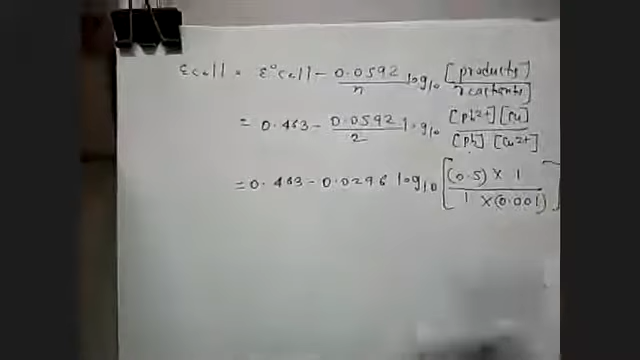 εcell = ε°cell - 0.0592/n log10 [products]/[reactants]
= 0.463 - 0.0592/2 log10 [Pb2+][Cu]/[Pb][Cu2+]
= 0.463 - 0.0296 log10 [(0.5) × 1/1 × (0.001)]